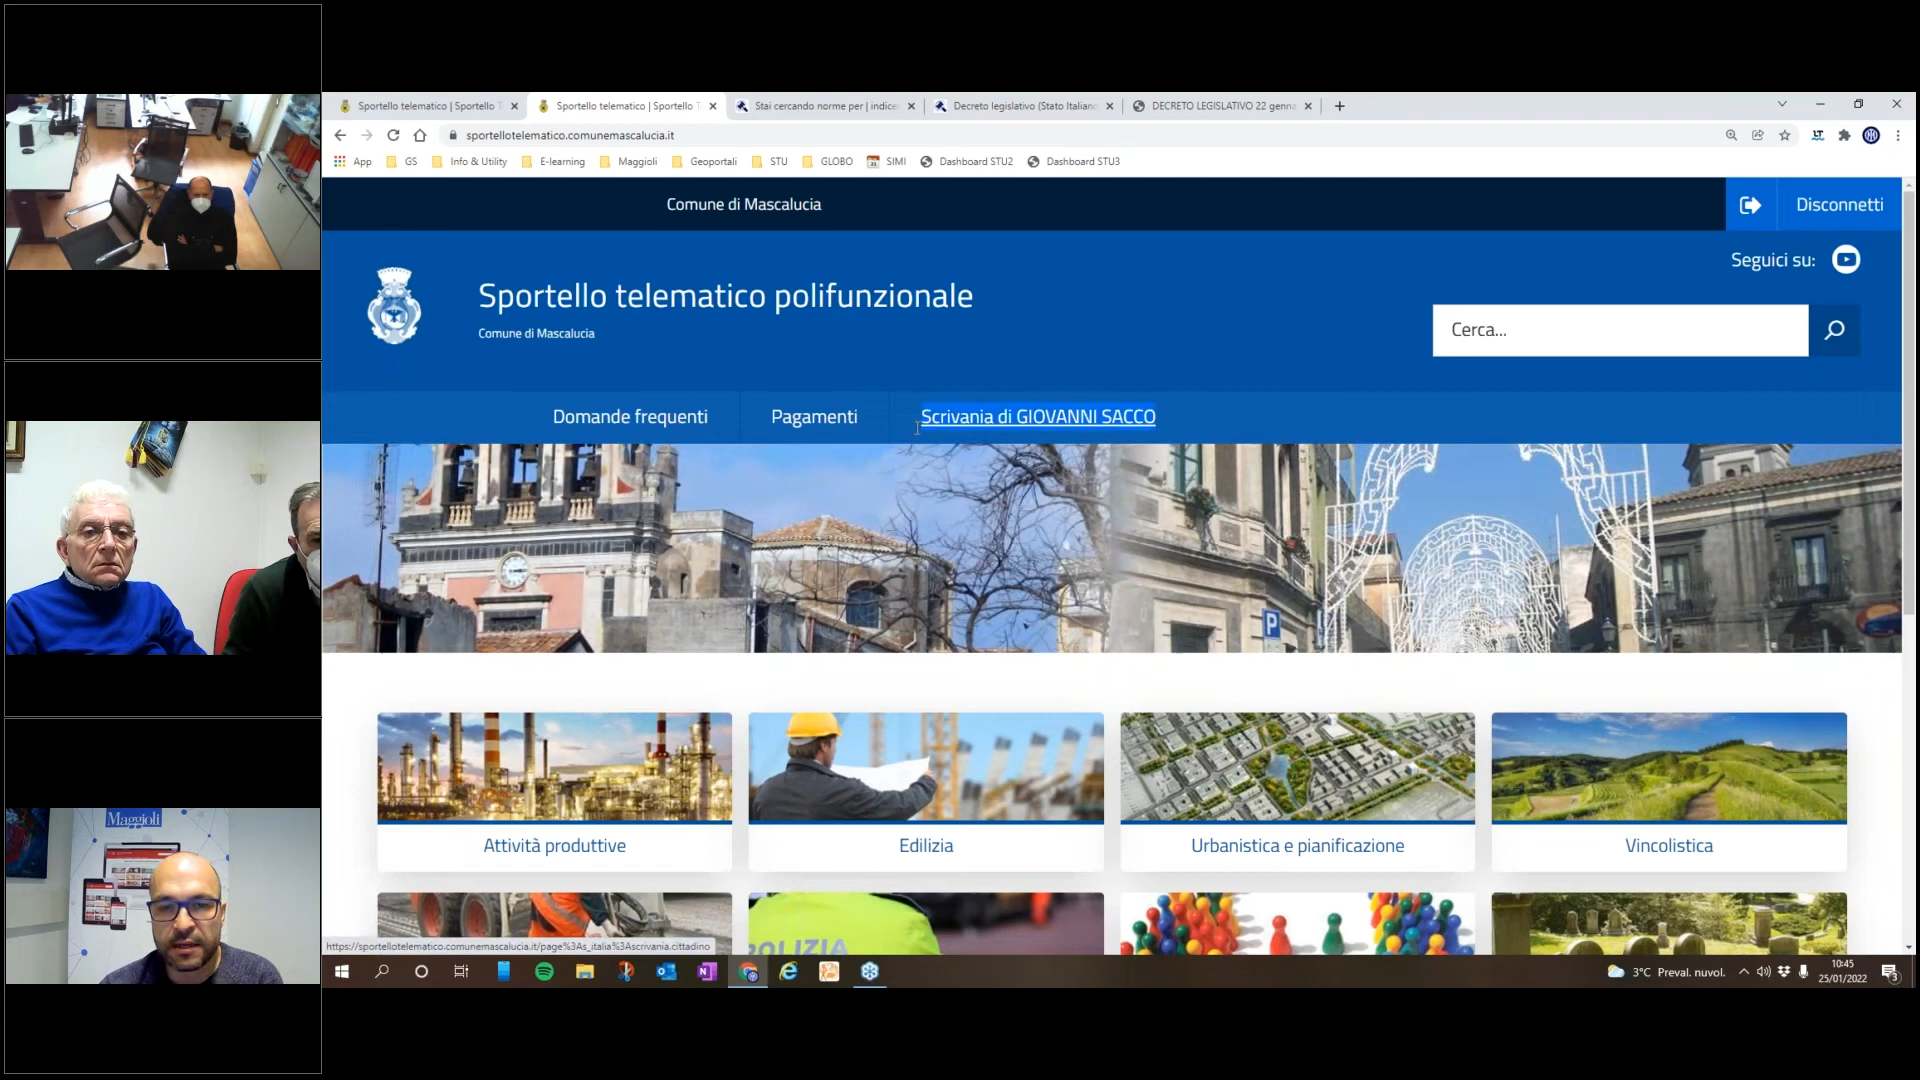 Sportello telematico | Sportello T
Sportello telematico | Sportello T
Stai cercando norme per | indice
Decreto legislativo (Stato Italiano
DECRETO LEGISLATIVO 22 genna
sportellotelematico.comunemascalucia.it
App
GS
Info & Utility
E-learning
Maggioli
Geoportali
STU
GLOBO
SIMI
Dashboard STU2
Dashboard STU3
Comune di Mascalucia
Disconnetti
Seguici su:
Sportello telematico polifunzionale
Comune di Mascalucia
Cerca...
Domande frequenti
Pagamenti
Scrivania di GIOVANNI SACCO
P
Attività produttive
Edilizia
Urbanistica e pianificazione
Vincolistica
POLIZIA
https://sportellotelematico.comunemascalucia.it/page%3As_italia%3Ascrivania.cittadino
3°C Preval. nuvol.
10:45
25/01/2022
3
Maggioli